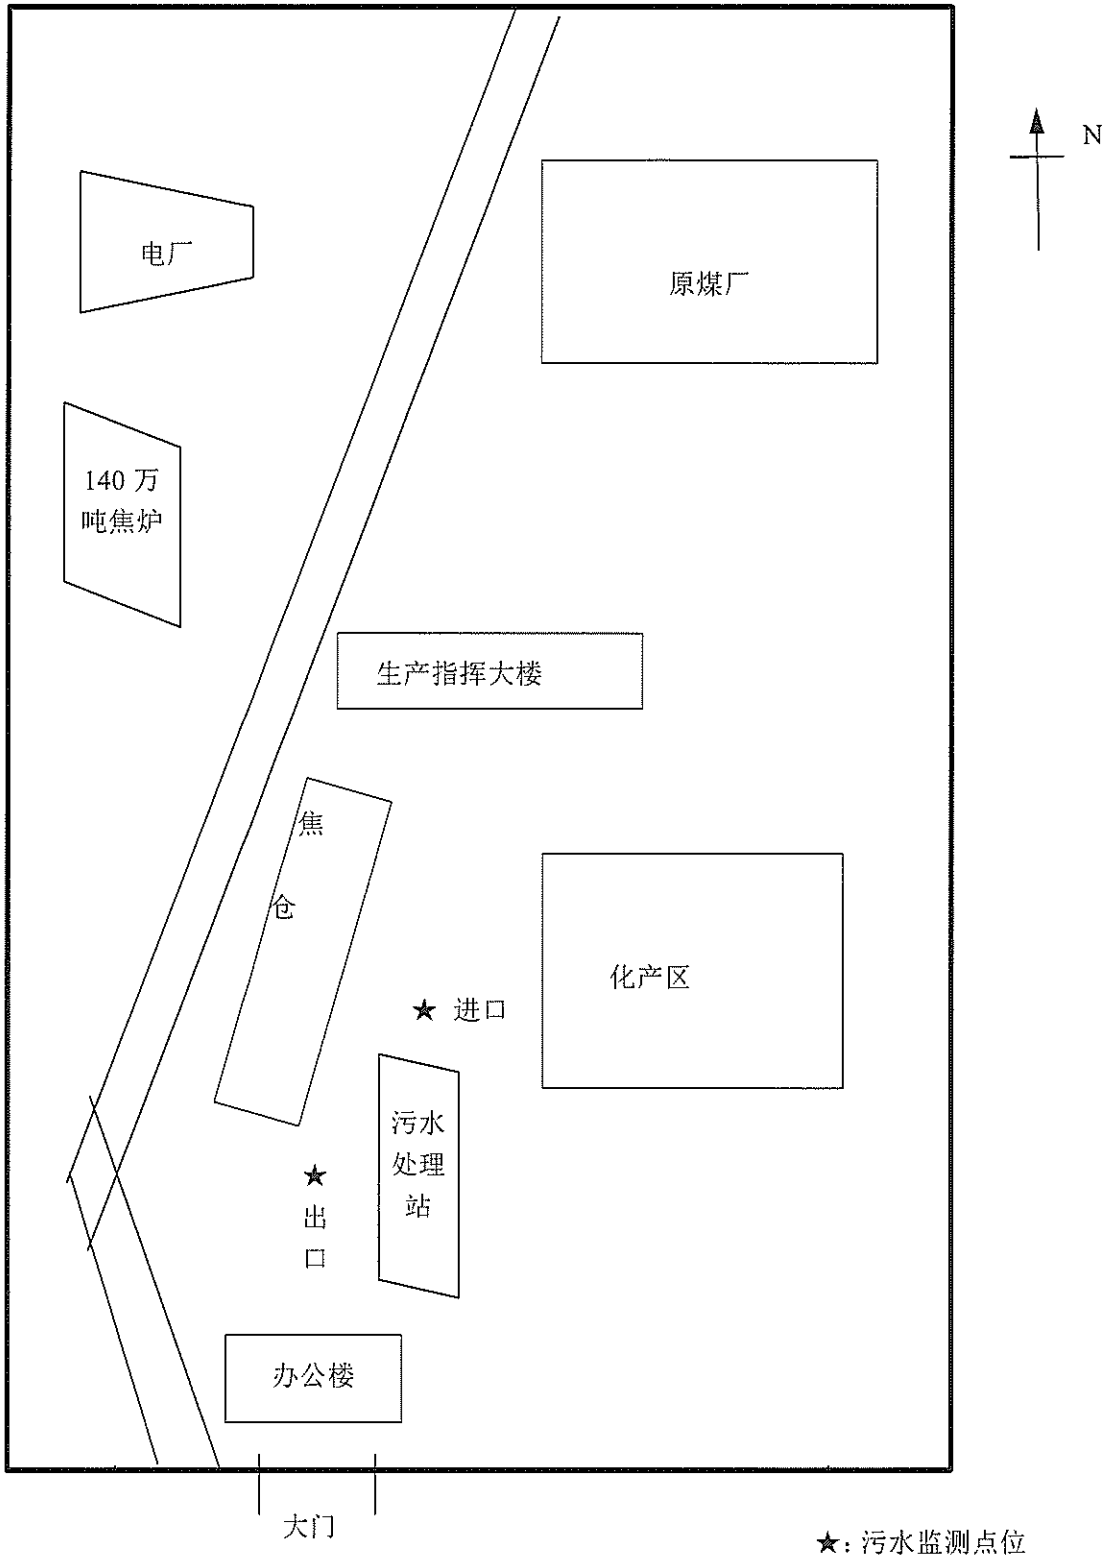 N
电厂
原煤厂
140 万
吨焦炉
生产指挥大楼
焦
仓
化产区
★ 进口
污水
处理
站
★
出
口
办公楼
大门
★: 污水监测点位